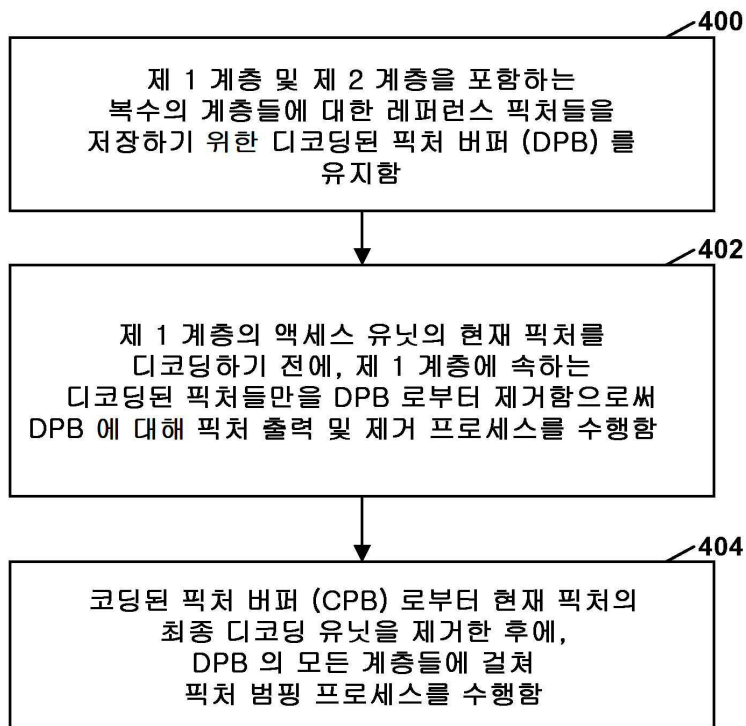 400
제 1 계층 및 제 2 계층을 포함하는
복수의 계층들에 대한 레퍼런스 픽처들을
저장하기 위한 디코딩된 픽처 버퍼 (DPB) 를
유지함
402
제 1 계층의 액세스 유닛의 현재 픽처를
디코딩하기 전에, 제 1 계층에 속하는
디코딩된 픽처들만을 DPB 로부터 제거함으로써
DPB 에 대해 픽처 출력 및 제거 프로세스를 수행함
404
코딩된 픽처 버퍼 (CPB) 로부터 현재 픽처의
최종 디코딩 유닛을 제거한 후에,
DPB 의 모든 계층들에 걸쳐
픽처 범핑 프로세스를 수행함